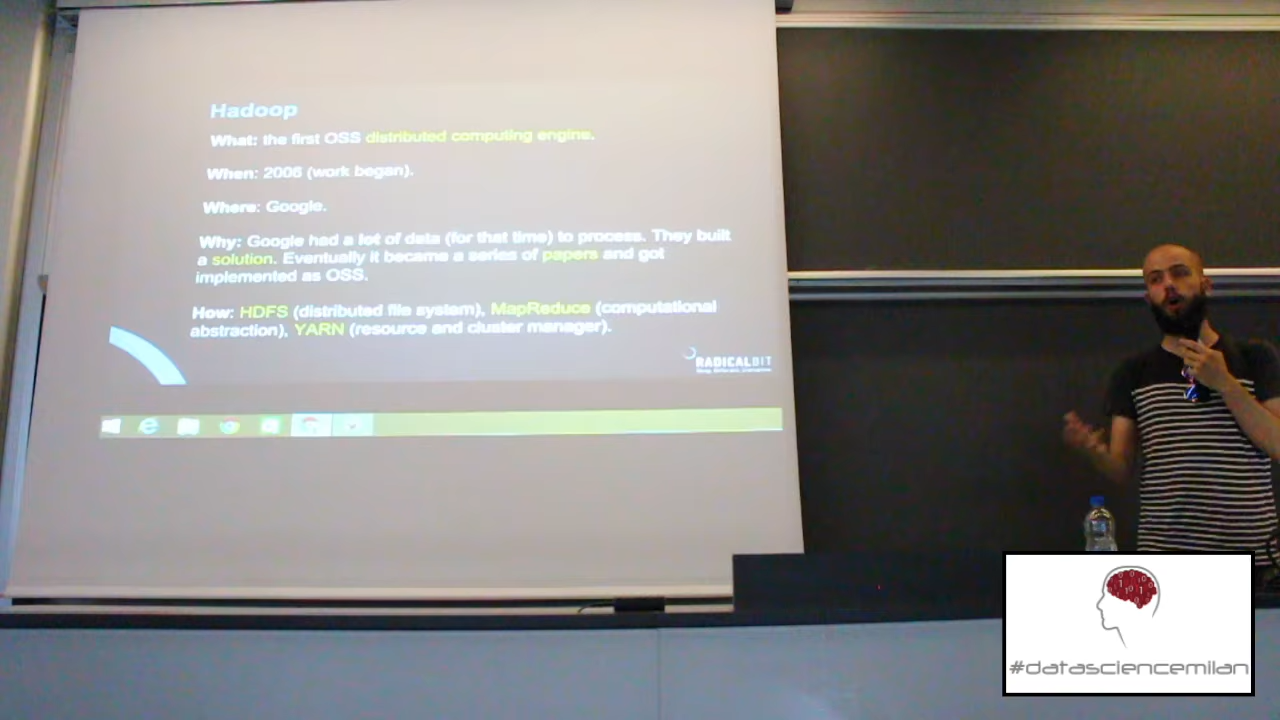 Hadoop
What: the first OSS distributed computing engine.
When: 2006 (work began).
Where: Google.
Why: Google had a lot of data (for that time) to process. They built
a solution. Eventually it became a series of papers and got
implemented as OSS.
How: HDFS (distributed file system), MapReduce (computational
abstraction), YARN (resource and cluster manager).
RADICALBIT
#datasciencemilan